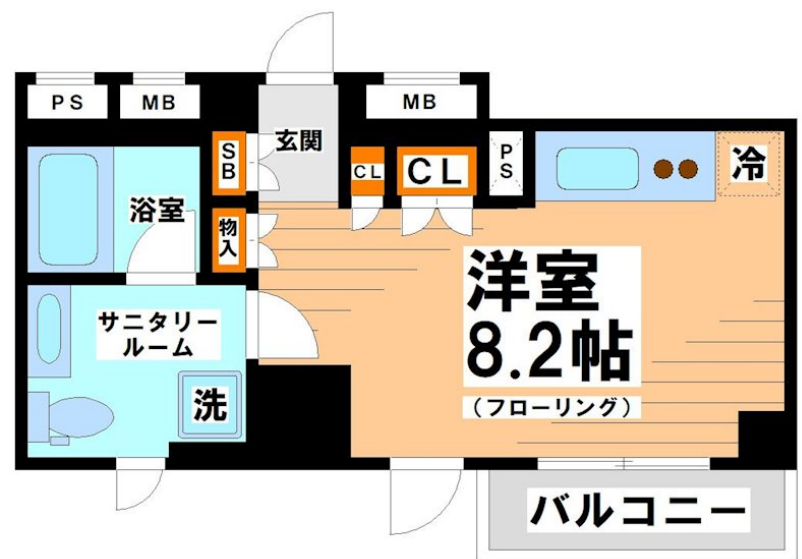 PS
MB
MB
玄関
SB
CL
CL
PS
冷
浴室
物入
洋室
8.2帖
(フローリング)
サニタリー
ルーム
洗
バルコニー